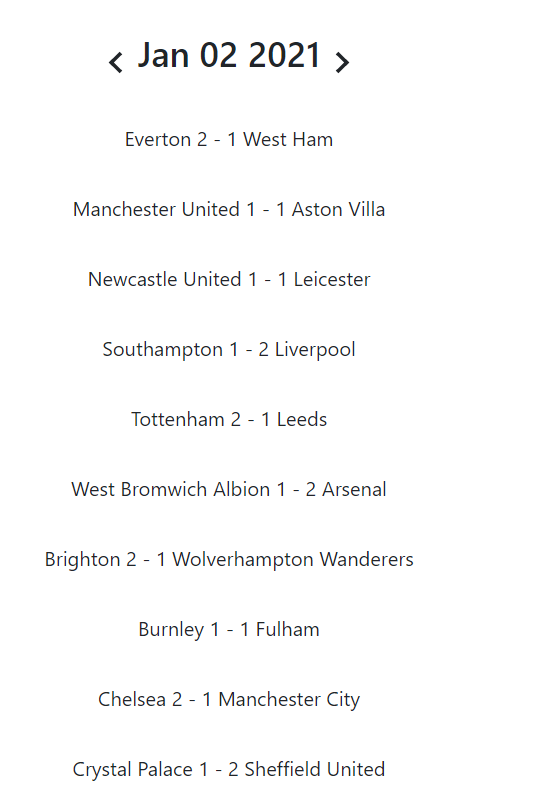 Jan 02 2021
Everton 2 - 1 West Ham
Manchester United 1 - 1 Aston Villa
Newcastle United 1 - 1 Leicester
Southampton 1 - 2 Liverpool
Tottenham 2 - 1 Leeds
West Bromwich Albion 1 - 2 Arsenal
Brighton 2 - 1 Wolverhampton Wanderers
Burnley 1 - 1 Fulham
Chelsea 2 - 1 Manchester City
Crystal Palace 1 - 2 Sheffield United